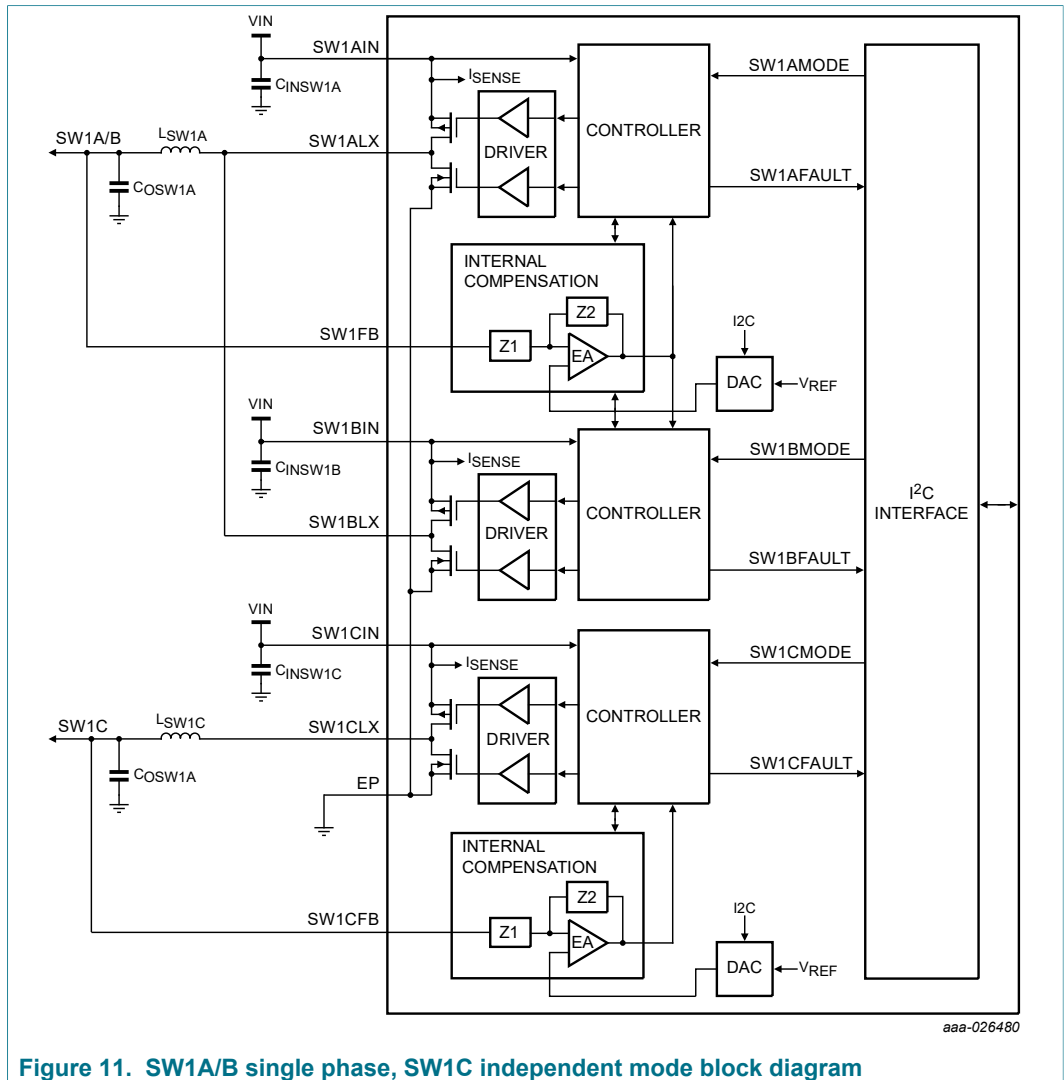 VIN
SW1AIN
CINSW1A
ISENSE
SW1A/B
LSW1A
SW1ALX
COSW1A
DRIVER
CONTROLLER
SW1AMODE
SW1AFAULT
INTERNAL
COMPENSATION
Z2
Z1
EA
SW1FB
I2C
DAC
VREF
VIN
SW1BIN
CINSW1B
ISENSE
SW1BLX
DRIVER
CONTROLLER
SW1BMODE
SW1BFAULT
I2C
INTERFACE
VIN
SW1CIN
CINSW1C
ISENSE
SW1C
LSW1C
SW1CLX
COSW1A
EP
DRIVER
CONTROLLER
SW1CMODE
SW1CFAULT
INTERNAL
COMPENSATION
Z2
Z1
EA
SW1CFB
I2C
DAC
VREF
aaa-026480
Figure 11. SW1A/B single phase, SW1C independent mode block diagram